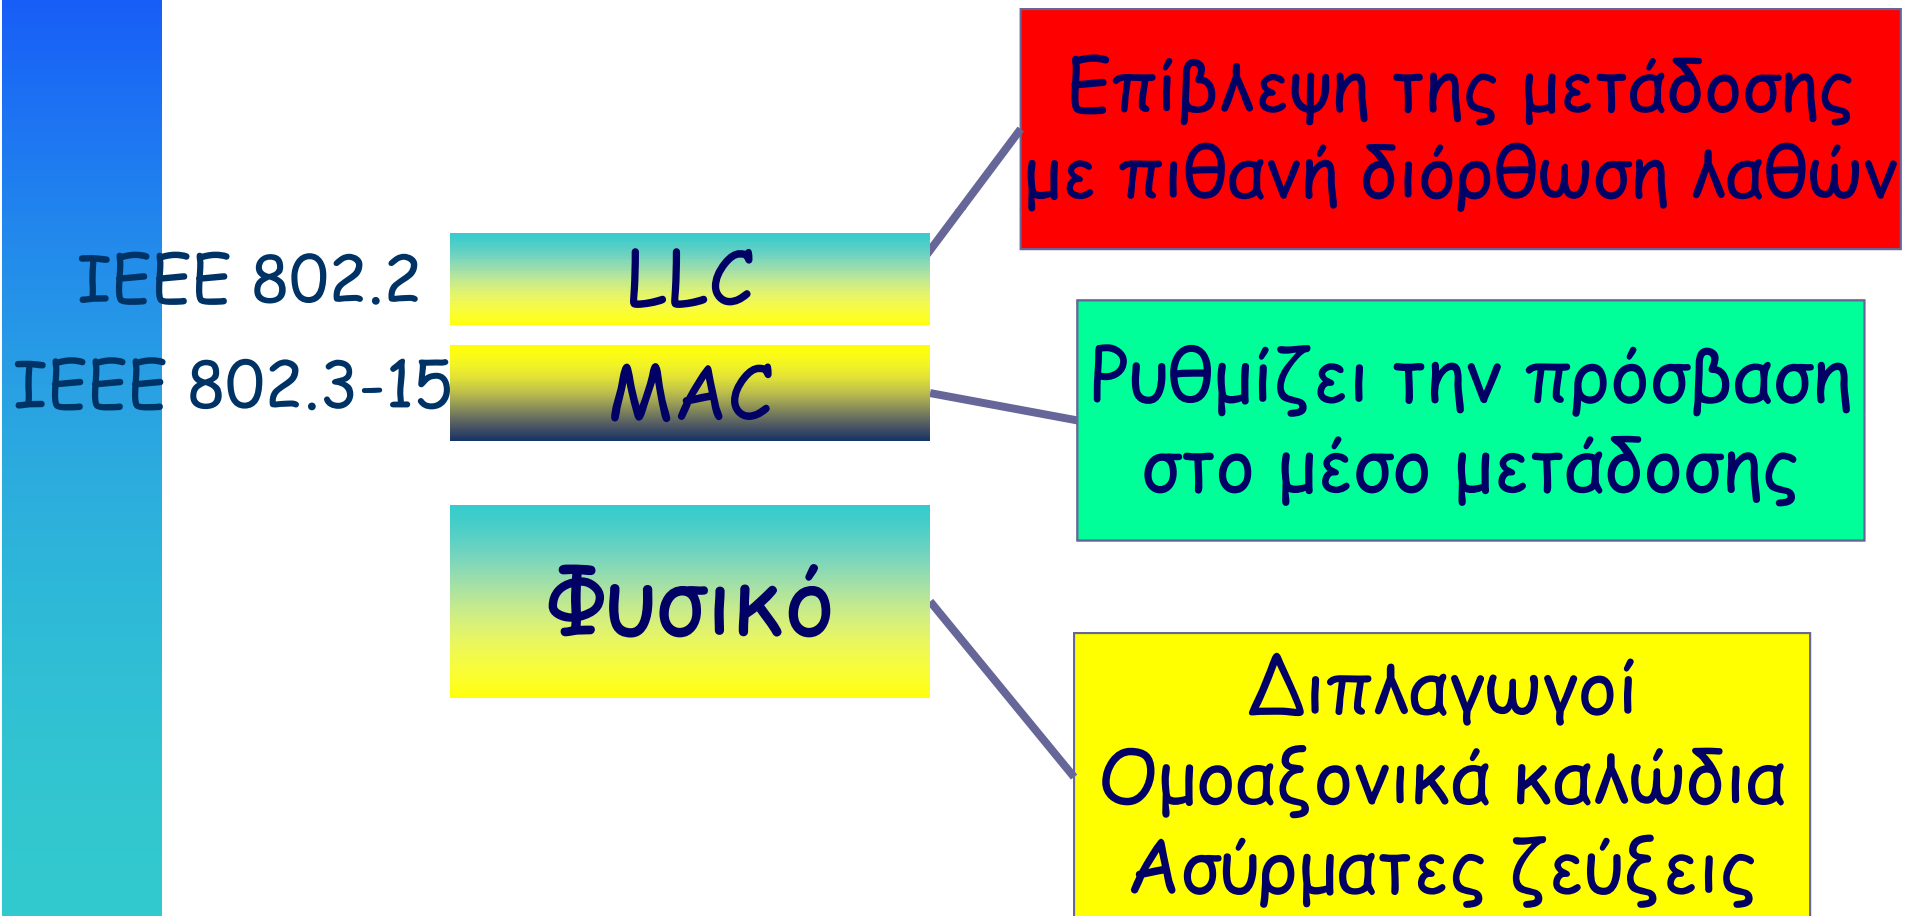 Επίβλεψη της μετάδοσης
με πιθανή διόρθωση λαθών
IEEE 802.2
LLC
IEEE 802.3-15
MAC
Ρυθμίζει την πρόσβαση
στο μέσο μετάδοσης
Φυσικό
Διπλαγωγοί
Ομοαξονικά καλώδια
Ασύρματες ζεύξεις